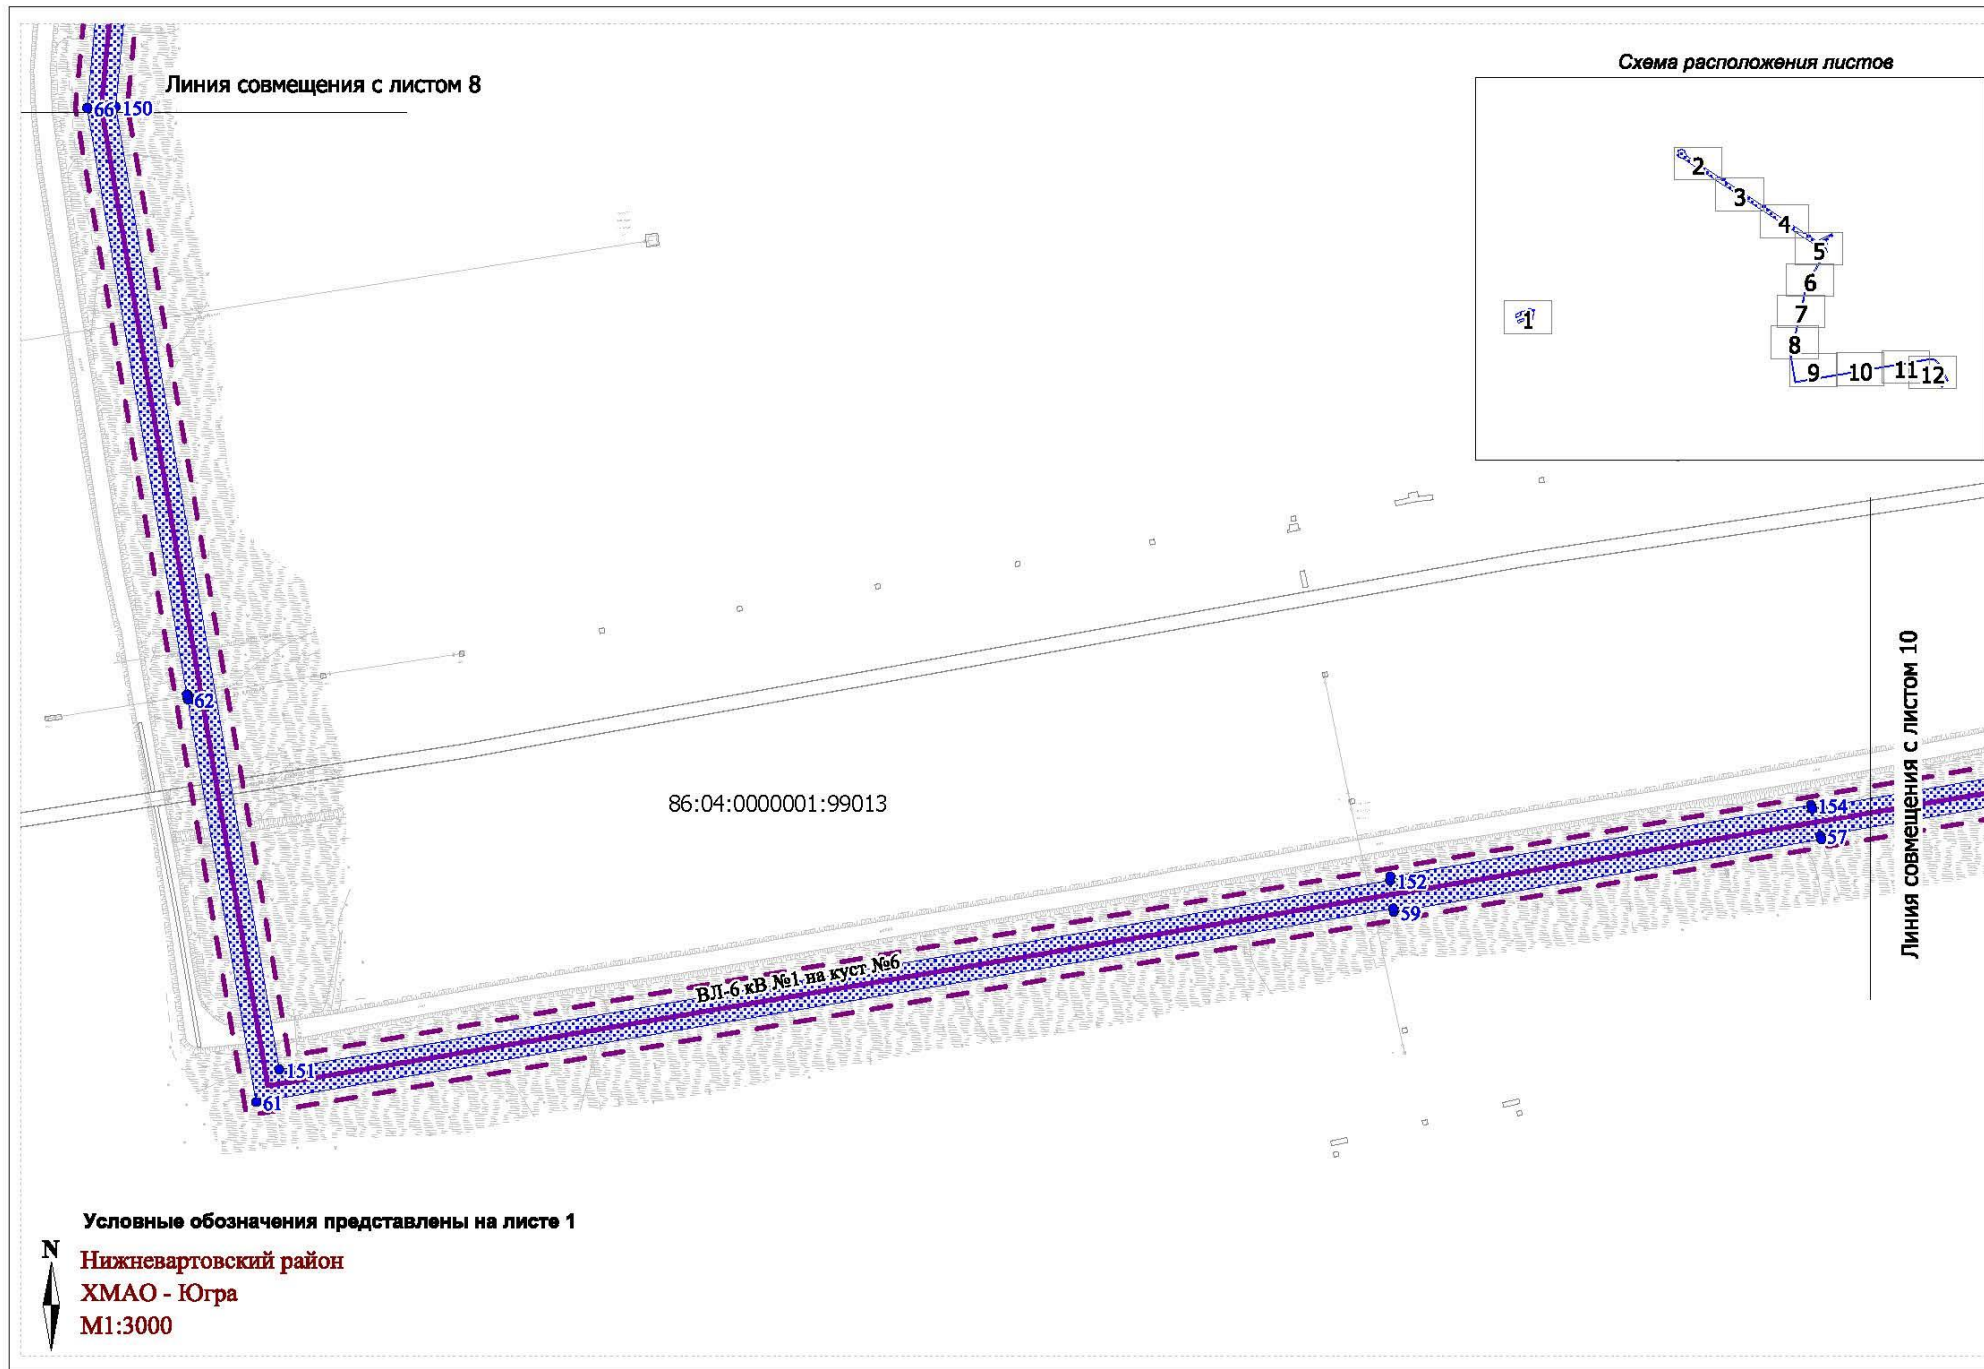 Линия совмещения с листом 8
66 150
Схема расположения листов
2
3
4
5
6
1
7
8
9 10 11 12
62
86:04:0000001:99013
Линия совмещения с листом 10
154
57
152
59
ВЛ-6 кВ №1 на куст №6
151
61
Условные обозначения представлены на листе 1
N
Нижневартовский район
ХМАО - Югра
М1:3000